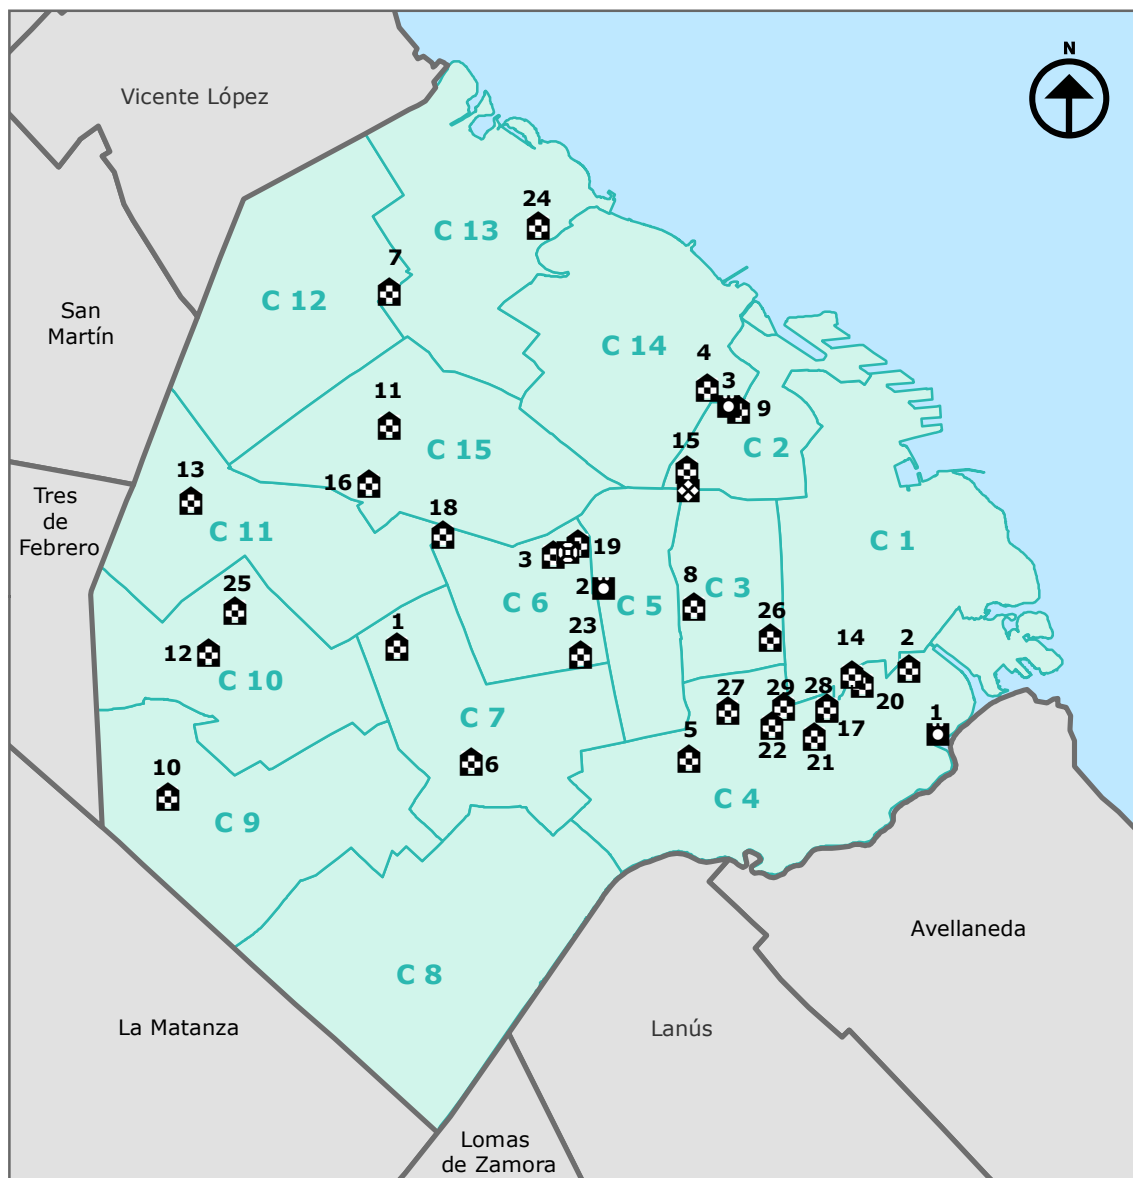 N
Vicente López
24
C 13
7
C 12
San
Martín
C 14
4
3
9
11
C 15
C 2
15
16
13
Tres
de
Febrero
18
C 11
C 1
19
3
2
C 6
C 5
8
C 3
25
26
1
12
C 10
23
14
2
20
27
29
28
17
1
C 7
5
22
21
6
10
C 4
C 9
Avellaneda
C 8
La Matanza
Lanús
Lomas
de Zamora